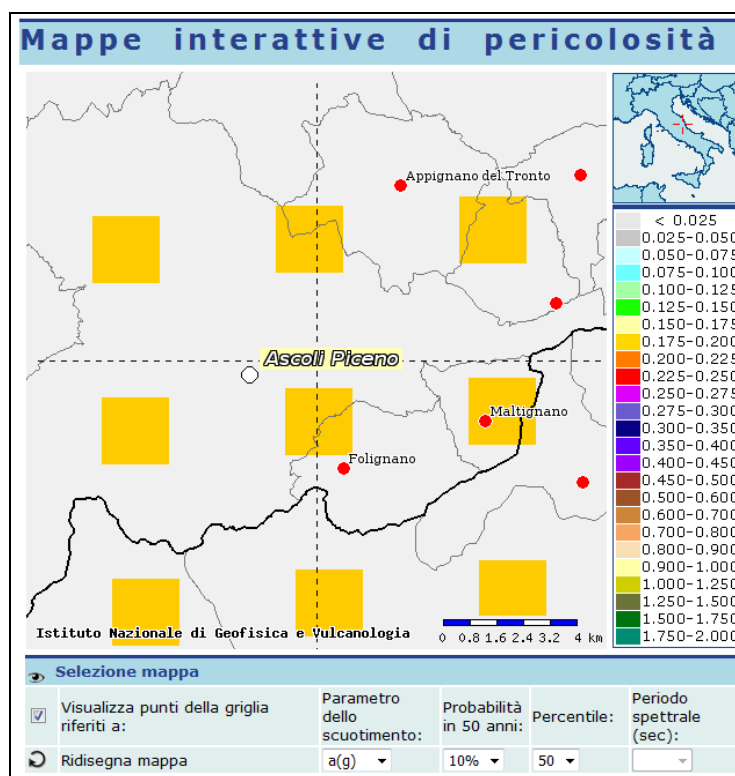 Mappe interattive di pericolosità
Appignano del Tronto
Ascoli Piceno
Maltignano
Folignano
Istituto Nazionale di Geofisica e Vulcanologia
0 0.8 1.6 2.4 3.2 4 km
< 0.025
0.025-0.050
0.050-0.075
0.075-0.100
0.100-0.125
0.125-0.150
0.150-0.175
0.175-0.200
0.200-0.225
0.225-0.250
0.250-0.275
0.275-0.300
0.300-0.350
0.350-0.400
0.400-0.450
0.450-0.500
0.500-0.600
0.600-0.700
0.700-0.800
0.800-0.900
0.900-1.000
1.000-1.250
1.250-1.500
1.500-1.750
1.750-2.000
Selezione mappa
Visualizza punti della griglia
riferiti a:
Parametro
dello
scuotimento:
Probabilità
in 50 anni:
Percentile:
Periodo
spettrale
(sec):
Ridisegna mappa
a(g)
10%
50